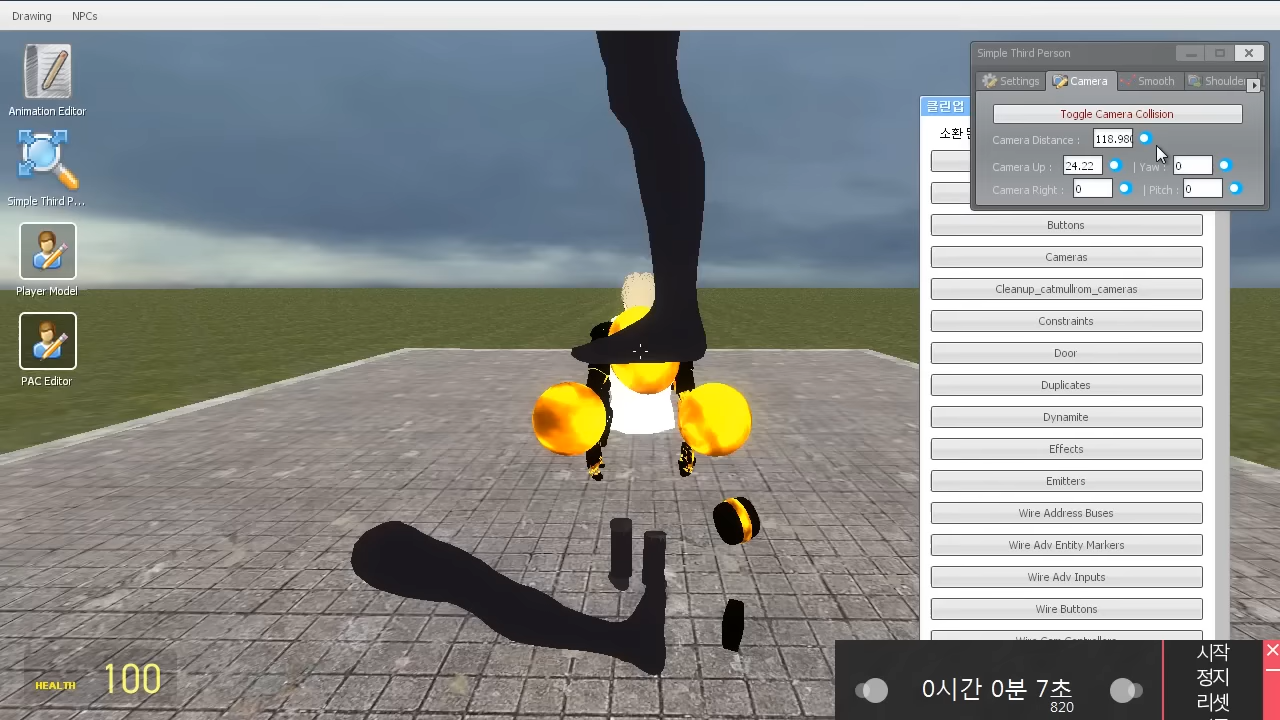 Drawing NPCs
Animation Editor
Simple Third P...
Player Model
PAC Editor
Simple Third Person
Settings Camera Smooth Shoulder
Toggle Camera Collision
Camera Distance : 118.980
Camera Up : 24.22 | Yaw : 0
Camera Right : 0 | Pitch : 0
클린업
소환
Buttons
Cameras
Cleanup_catmullrom_cameras
Constraints
Door
Duplicates
Dynamite
Effects
Emitters
Wire Address Buses
Wire Adv Entity Markers
Wire Adv Inputs
Wire Buttons
HEALTH 100
0시간 0분 7초
820
시작
정지
리셋